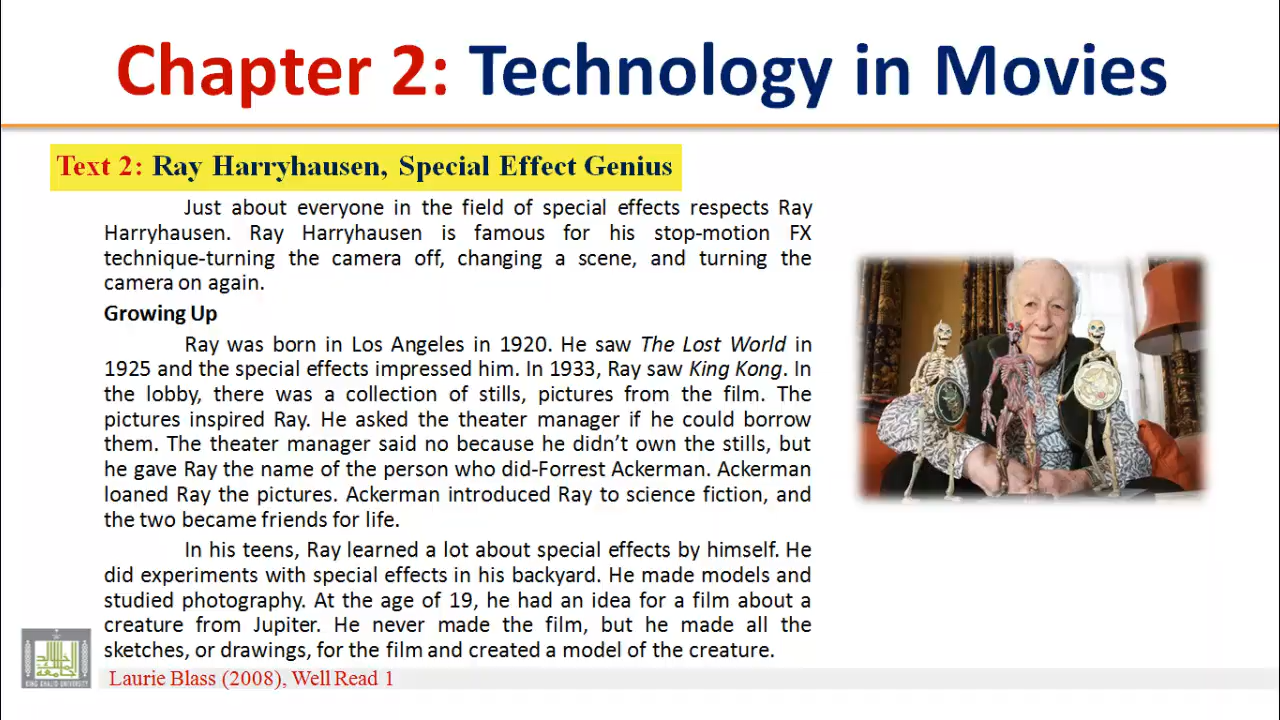 Chapter 2: Technology in Movies
Text 2: Ray Harryhausen, Special Effect Genius
Just about everyone in the field of special effects respects Ray
Harryhausen. Ray Harryhausen is famous for his stop-motion FX
technique-turning the camera off, changing a scene, and turning the
camera on again.
Growing Up
Ray was born in Los Angeles in 1920. He saw The Lost World in
1925 and the special effects impressed him. In 1933, Ray saw King Kong. In
the lobby, there was a collection of stills, pictures from the film. The
pictures inspired Ray. He asked the theater manager if he could borrow
them. The theater manager said no because he didn’t own the stills, but
he gave Ray the name of the person who did-Forrest Ackerman. Ackerman
loaned Ray the pictures. Ackerman introduced Ray to science fiction, and
the two became friends for life.
In his teens, Ray learned a lot about special effects by himself. He
did experiments with special effects in his backyard. He made models and
studied photography. At the age of 19, he had an idea for a film about a
creature from Jupiter. He never made the film, but he made all the
sketches, or drawings, for the film and created a model of the creature.
KING KHALID UNIVERSITY
Laurie Blass (2008), Well Read 1